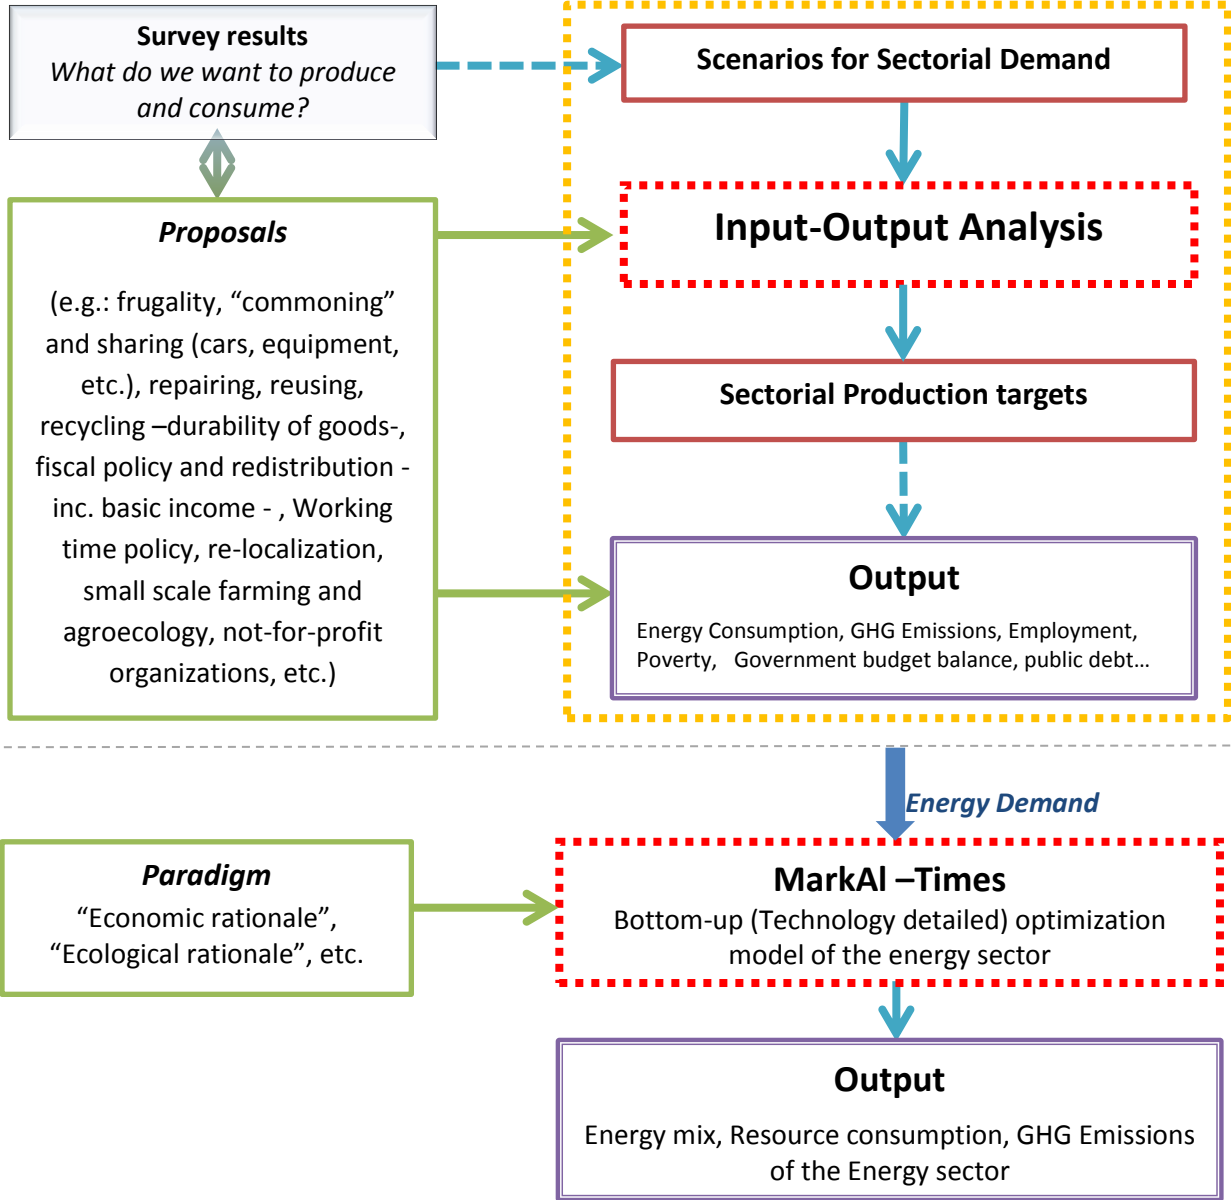 Survey results
What do we want to produce
and consume?
Scenarios for Sectorial Demand
Proposals
(e.g.: frugality, “commoning”
and sharing (cars, equipment,
etc.), repairing, reusing,
recycling –durability of goods-,
fiscal policy and redistribution -
inc. basic income - , Working
time policy, re-localization,
small scale farming and
agroecology, not-for-profit
organizations, etc.)
Input-Output Analysis
Sectorial Production targets
Output
Energy Consumption, GHG Emissions, Employment,
Poverty, Government budget balance, public debt…
Energy Demand
Paradigm
“Economic rationale”,
“Ecological rationale”, etc.
MarkAl –Times
Bottom-up (Technology detailed) optimization
model of the energy sector
Output
Energy mix, Resource consumption, GHG Emissions
of the Energy sector